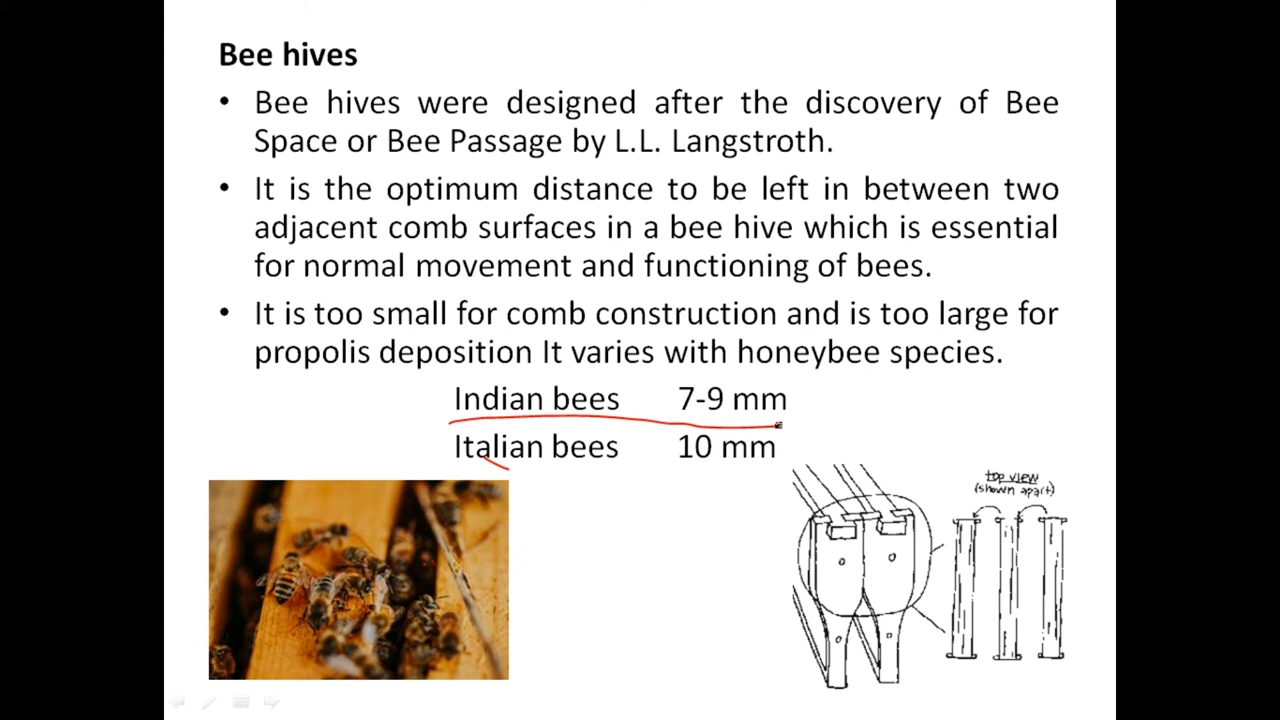 Bee hives
• Bee hives were designed after the discovery of Bee
Space or Bee Passage by L.L. Langstroth.
• It is the optimum distance to be left in between two
adjacent comb surfaces in a bee hive which is essential
for normal movement and functioning of bees.
• It is too small for comb construction and is too large for
propolis deposition It varies with honeybee species.
Indian bees 7-9 mm
Italian bees 10 mm
top view
(shown apart)